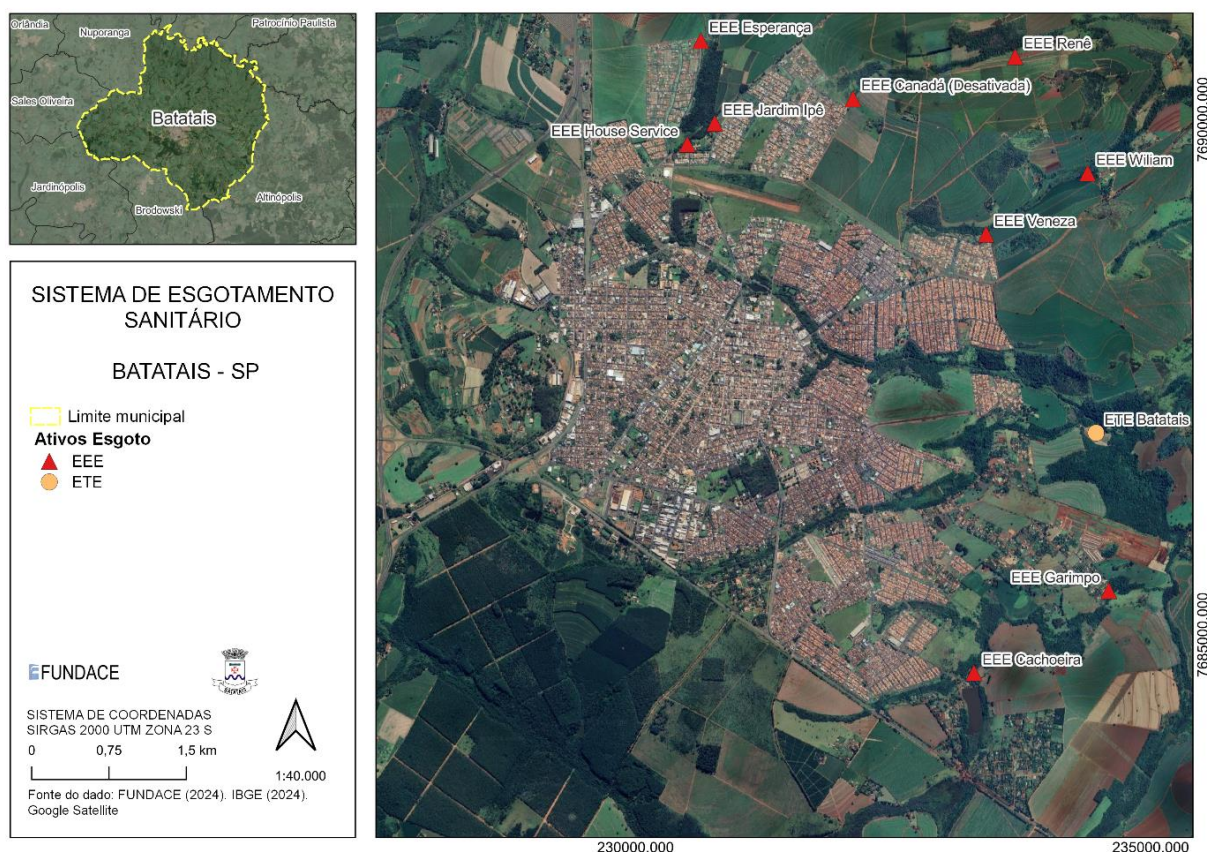 Orlândia
Nuporanga
Patrocínio Paulista
Sales Oliveira
Batatais
Jardinópolis
Brodowski
Altinópolis
SISTEMA DE ESGOTAMENTO
SANITÁRIO
BATATAIS - SP
Limite municipal
Ativos Esgoto
EEE
ETE
FUNDACE
BATATAIS
SISTEMA DE COORDENADAS
SIRGAS 2000 UTM ZONA 23 S
0 0,75 1,5 km
1:40.000
Fonte do dado: FUNDACE (2024). IBGE (2024).
Google Satellite
EEE Esperança
EEE Renê
EEE Canadá (Desativada)
EEE Jardim Ipê
EEE House Service
EEE Wiliam
EEE Veneza
ETE Batatais
EEE Garimpo
EEE Cachoeira
7690000.000
7685000.000
230000.000
235000.000